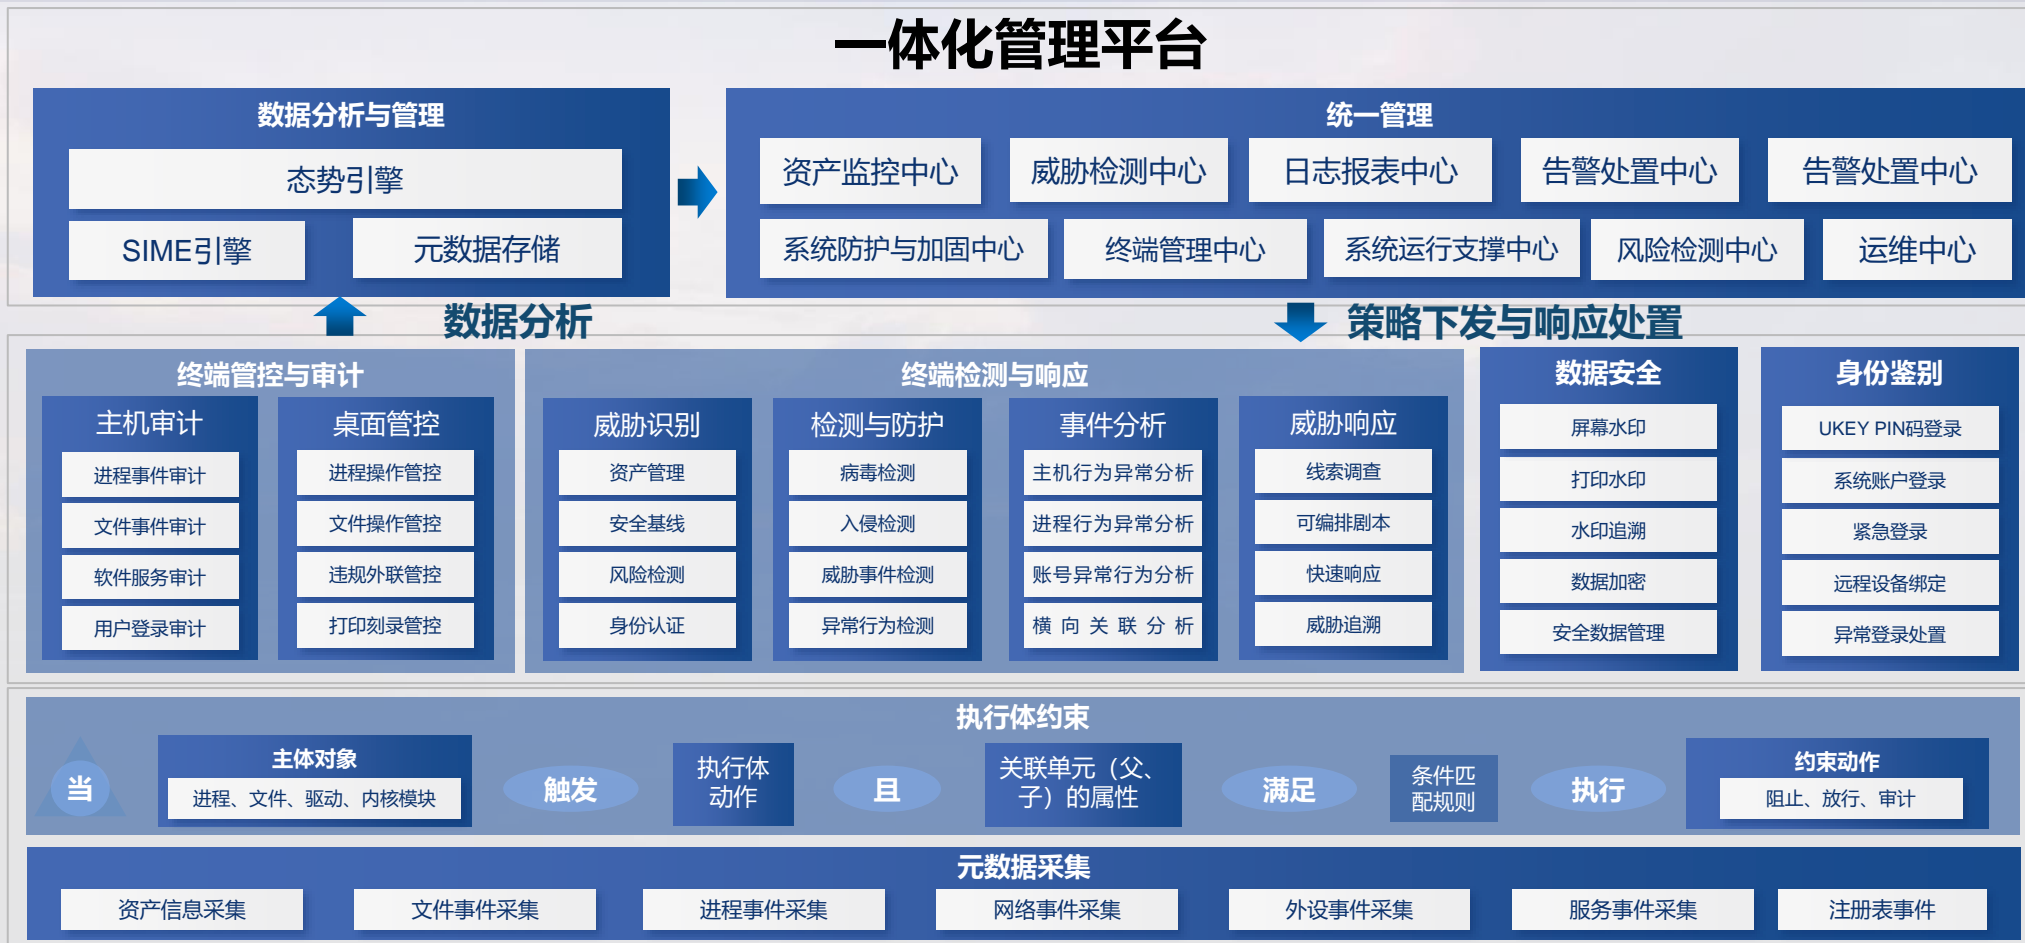 一体化管理平台
数据分析与管理
态势引擎
SIME引擎
元数据存储
统一管理
资产监控中心
威胁检测中心
日志报表中心
告警处置中心
告警处置中心
系统防护与加固中心
终端管理中心
系统运行支撑中心
风险检测中心
运维中心
数据分析
策略下发与响应处置
终端管控与审计
主机审计
进程事件审计
文件事件审计
软件服务审计
用户登录审计
桌面管控
进程操作管控
文件操作管控
违规外联管控
打印刻录管控
终端检测与响应
威胁识别
资产管理
安全基线
风险检测
身份认证
检测与防护
病毒检测
入侵检测
威胁事件检测
异常行为检测
事件分析
主机行为异常分析
进程行为异常分析
账号异常行为分析
横向关联分析
威胁响应
线索调查
可编排剧本
快速响应
威胁追溯
数据安全
屏幕水印
打印水印
水印追溯
数据加密
安全数据管理
身份鉴别
UKEY PIN码登录
系统账户登录
紧急登录
远程设备绑定
异常登录处置
执行体约束
当
主体对象
进程、文件、驱动、内核模块
触发
执行体
动作
且
关联单元（父、
子）的属性
满足
条件匹
配规则
执行
约束动作
阻止、放行、审计
元数据采集
资产信息采集
文件事件采集
进程事件采集
网络事件采集
外设事件采集
服务事件采集
注册表事件